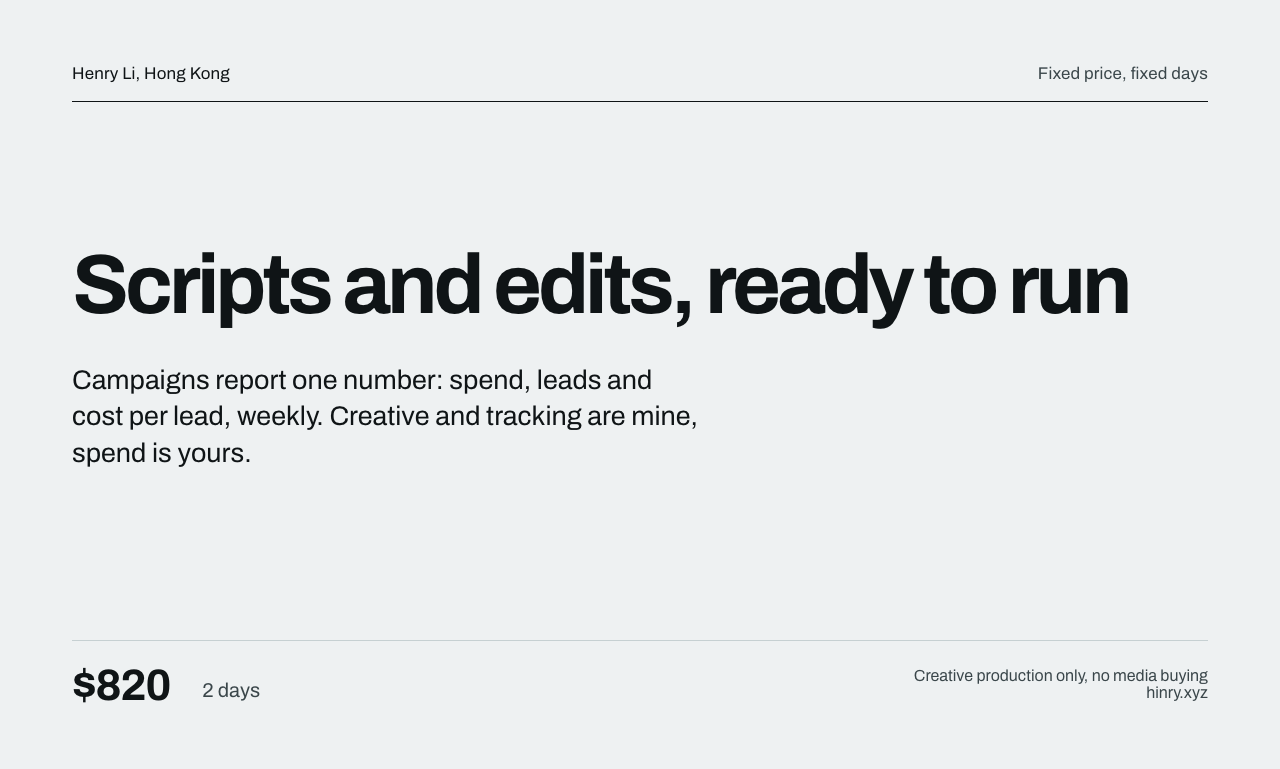 Henry Li, Hong Kong
Fixed price, fixed days
Scripts and edits, ready to run
Campaigns report one number: spend, leads and
cost per lead, weekly. Creative and tracking are mine,
spend is yours.
$820
2 days
Creative production only, no media buying
hinry.xyz